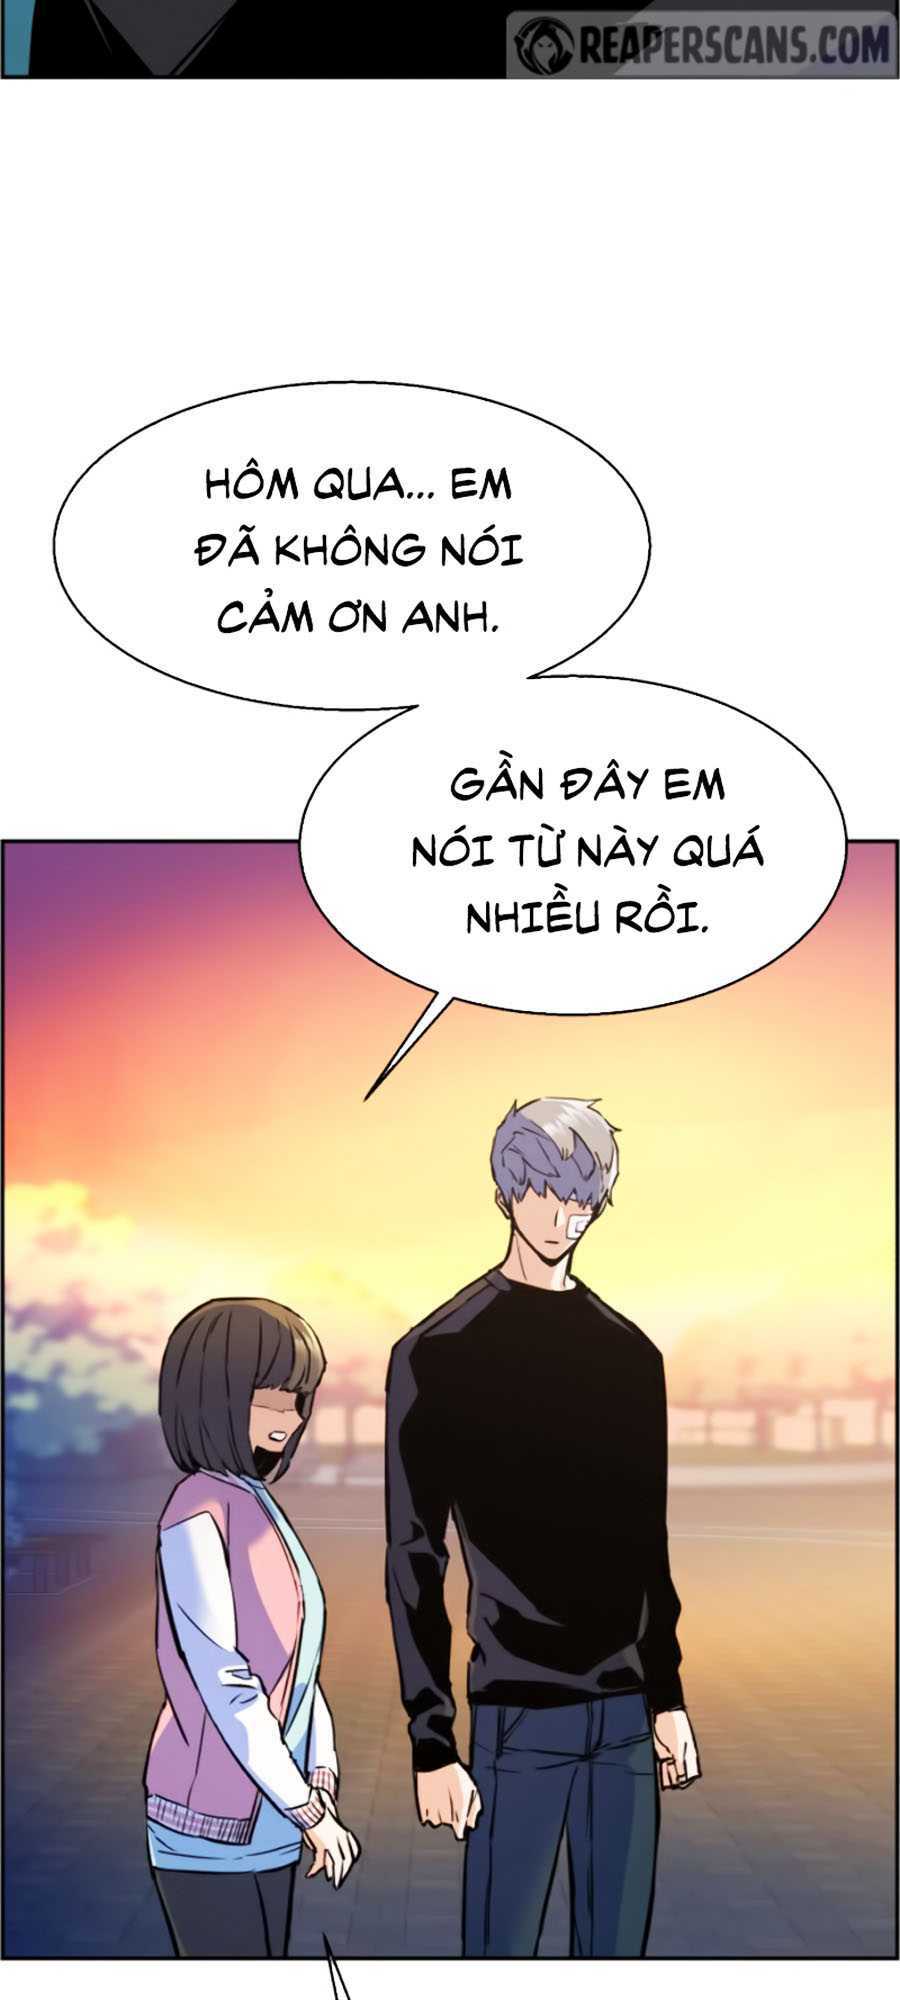 REAPERSCANS.COM
HÔM QUA... EM
ĐÃ KHÔNG NÓI
CẢM ƠN ANH.
GẦN ĐÂY EM
NÓI TỪ NÀY QUÁ
NHIỀU RỒI.